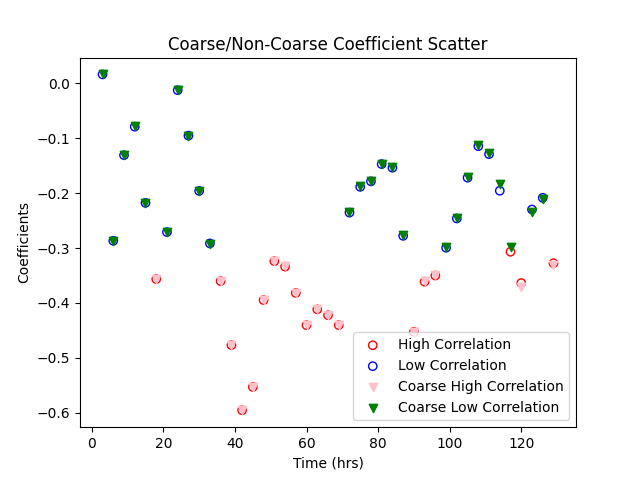 Coarse/Non-Coarse Coefficient Scatter
Coefficients
0.0
−0.1
−0.2
−0.3
−0.4
−0.5
−0.6
High Correlation
Low Correlation
Coarse High Correlation
Coarse Low Correlation
0 20 40 60 80 100 120
Time (hrs)